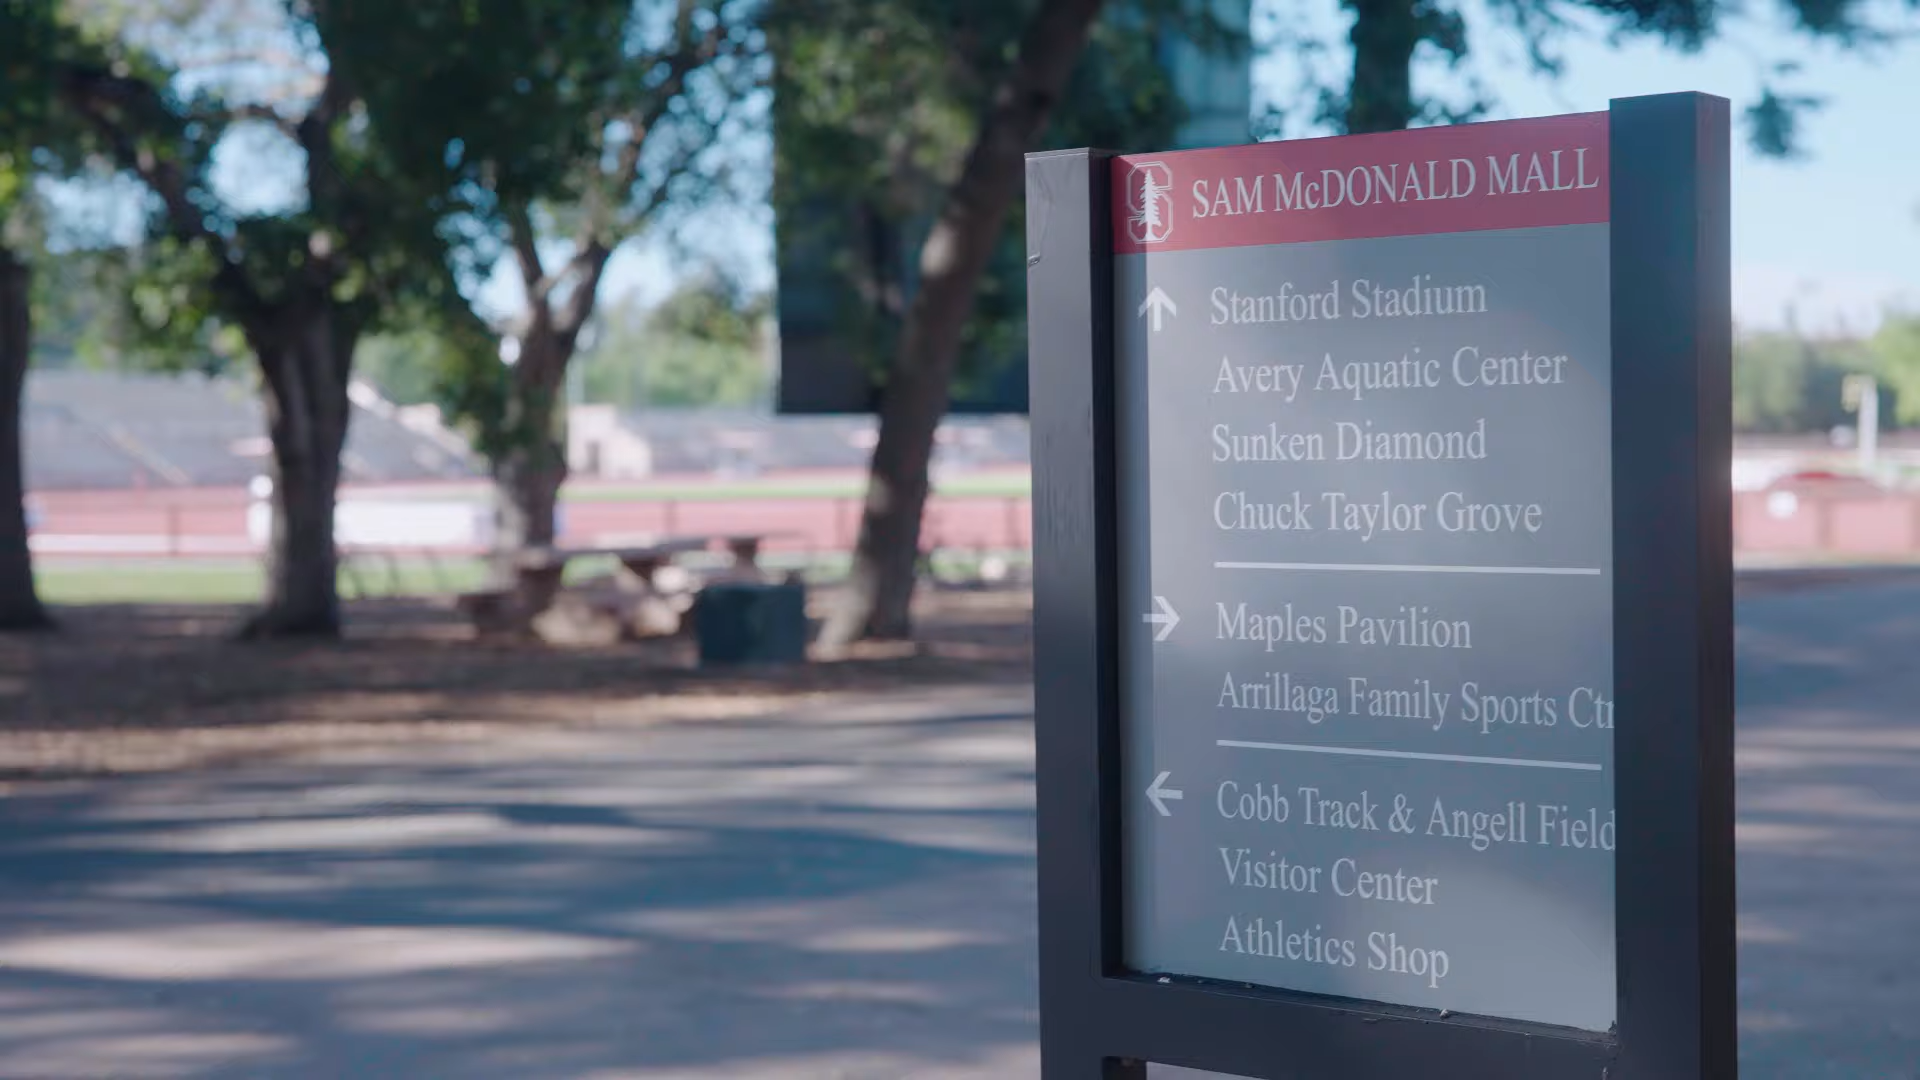 SAM McDONALD MALL
Stanford Stadium
Avery Aquatic Center
Sunken Diamond
Chuck Taylor Grove
Maples Pavilion
Arrillaga Family Sports Ctr
Cobb Track & Angell Field
Visitor Center
Athletics Shop